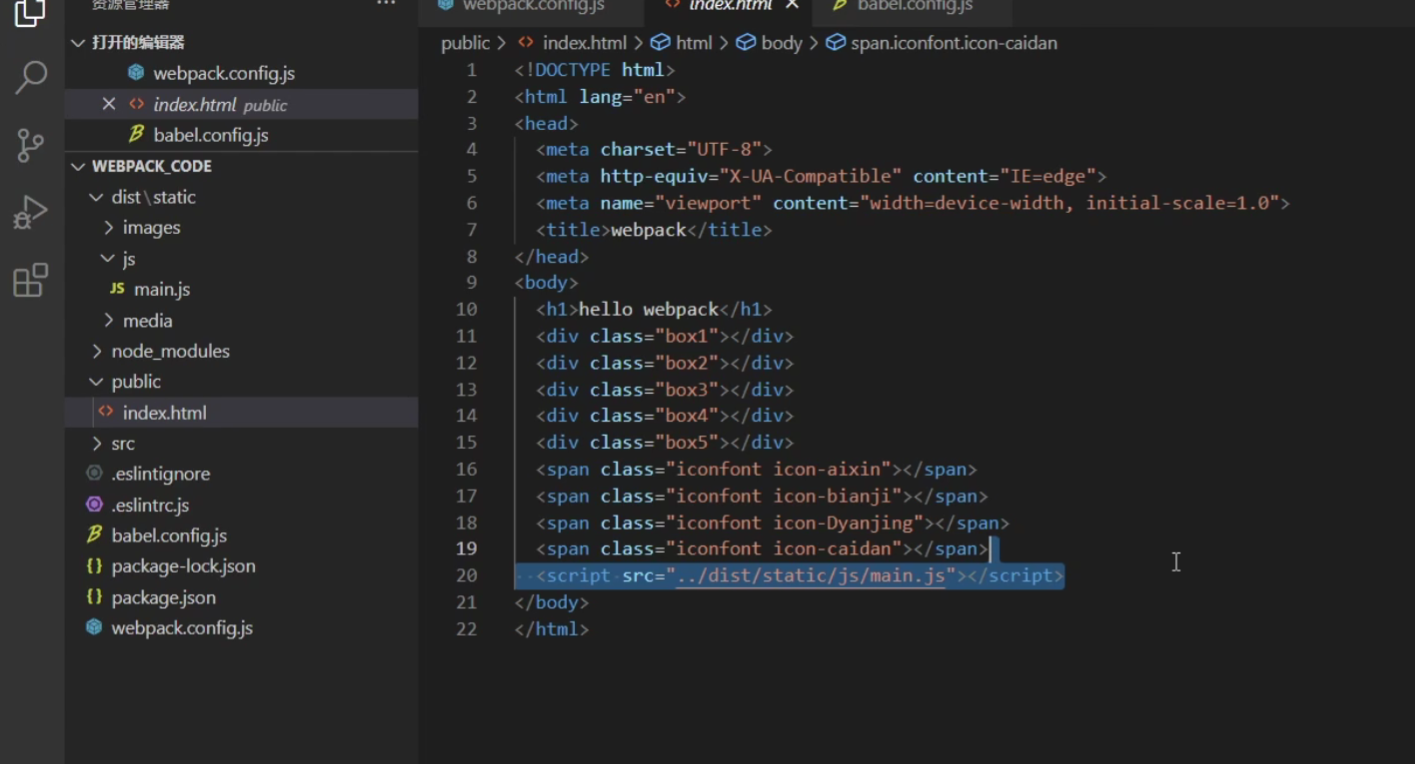 资源管理器 ···
打开的编辑器
webpack.config.js
index.html public
babel.config.js
WEBPACK_CODE
dist\static
images
js
JS main.js
media
node_modules
public
index.html
src
.eslintignore
.eslintrc.js
babel.config.js
package-lock.json
package.json
webpack.config.js
webpack.config.js index.html babel.config.js
public > index.html > html > body > span.iconfont.icon-caidan
1 <!DOCTYPE html>
2 <html lang="en">
3 <head>
4 <meta charset="UTF-8">
5 <meta http-equiv="X-UA-Compatible" content="IE=edge">
6 <meta name="viewport" content="width=device-width, initial-scale=1.0">
7 <title>webpack</title>
8 </head>
9 <body>
10 <h1>hello webpack</h1>
11 <div class="box1"></div>
12 <div class="box2"></div>
13 <div class="box3"></div>
14 <div class="box4"></div>
15 <div class="box5"></div>
16 <span class="iconfont icon-aixin"></span>
17 <span class="iconfont icon-bianji"></span>
18 <span class="iconfont icon-Dyanjing"></span>
19 <span class="iconfont icon-caidan"></span>
20 <script src="../dist/static/js/main.js"></script>
21 </body>
22 </html>